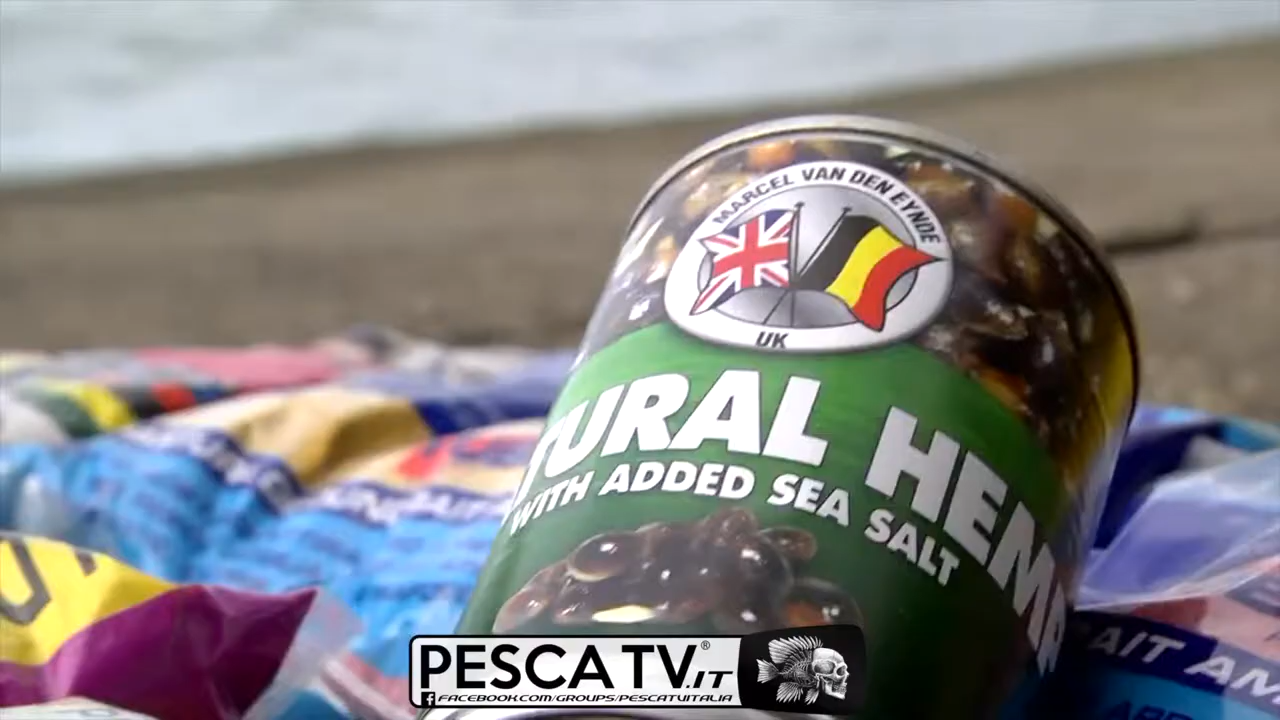 MARCEL VAN DEN EYNDE
UK
TURAL HEMP
WITH ADDED SEA SALT
AIT AM
PESCA TV.IT
FACEBOOK.COM/GROUPS/PESCATVITALIA